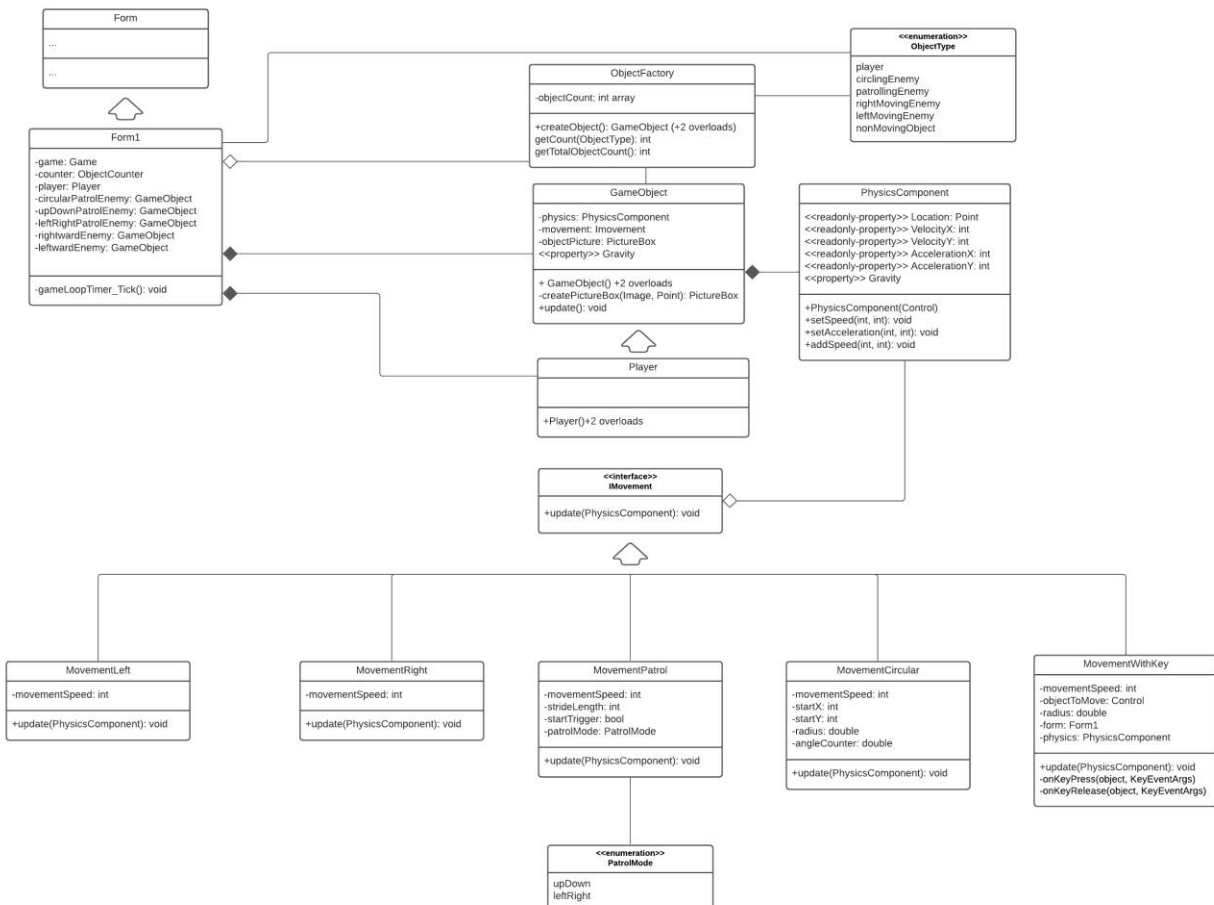 Form
...
...
Form1
-game: Game
-counter: ObjectCounter
-player: Player
-circularPatrolEnemy: GameObject
-upDownPatrolEnemy: GameObject
-leftRightPatrolEnemy: GameObject
-rightwardEnemy: GameObject
-leftwardEnemy: GameObject
-gameLoopTimer_Tick(): void
ObjectFactory
-objectCount: int array
+createObject(): GameObject (+2 overloads)
getCount(ObjectType): int
getTotalObjectCount(): int
<<enumeration>>
ObjectType
player
circlingEnemy
patrollingEnemy
rightMovingEnemy
leftMovingEnemy
nonMovingObject
GameObject
-physics: PhysicsComponent
-movement: Imovement
-objectPicture: PictureBox
<<property>> Gravity
+ GameObject() +2 overloads
-createPictureBox(Image, Point): PictureBox
+update(): void
PhysicsComponent
<<readonly-property>> Location: Point
<<readonly-property>> VelocityX: int
<<readonly-property>> VelocityY: int
<<readonly-property>> AccelerationX: int
<<readonly-property>> AccelerationY: int
<<property>> Gravity
+PhysicsComponent(Control)
+setSpeed(int, int): void
+setAcceleration(int, int): void
+addSpeed(int, int): void
Player
+Player()+2 overloads
<<interface>>
IMovement
+update(PhysicsComponent): void
MovementLeft
-movementSpeed: int
+update(PhysicsComponent): void
MovementRight
-movementSpeed: int
+update(PhysicsComponent): void
MovementPatrol
-movementSpeed: int
-strideLength: int
-startTrigger: bool
-patrolMode: PatrolMode
+update(PhysicsComponent): void
MovementCircular
-movementSpeed: int
-startX: int
-startY: int
-radius: double
-angleCounter: double
+update(PhysicsComponent): void
MovementWithKey
-movementSpeed: int
-objectToMove: Control
-radius: double
-form: Form1
-physics: PhysicsComponent
+update(PhysicsComponent): void
-onKeyPress(object, KeyEventArgs)
-onKeyRelease(object, KeyEventArgs)
<<enumeration>>
PatrolMode
upDown
leftRight